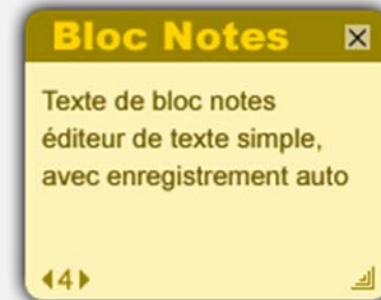 Bloc Notes
Texte de bloc notes
éditeur de texte simple,
avec enregistrement auto
4